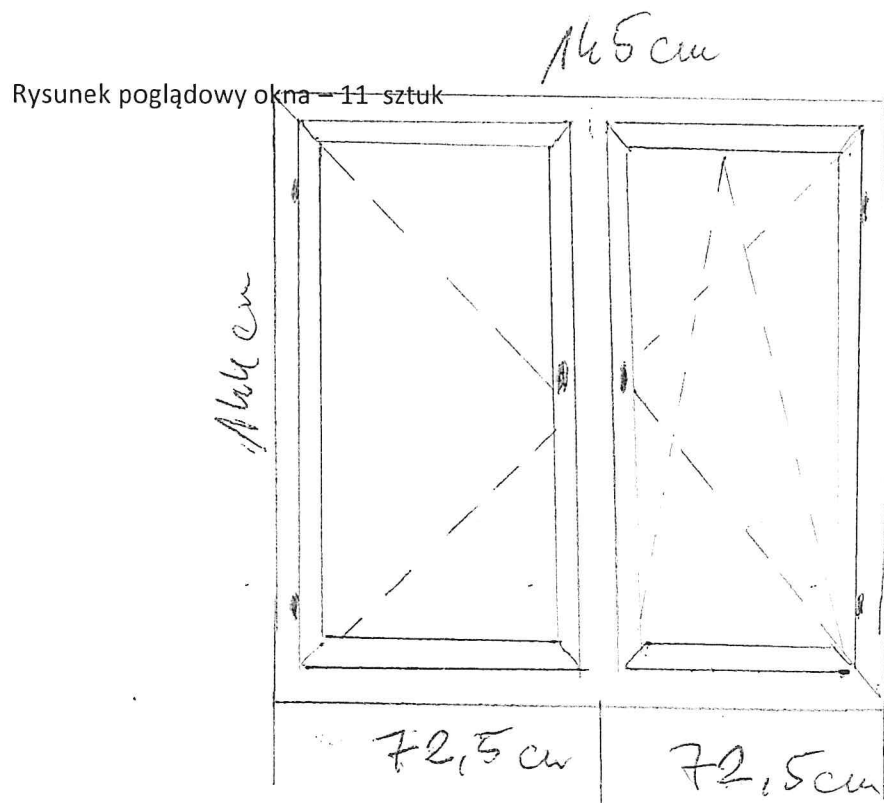 145 cm
Rysunek poglądowy okna – 11 sztuk
144 cm
72,5 cm
72,5 cm